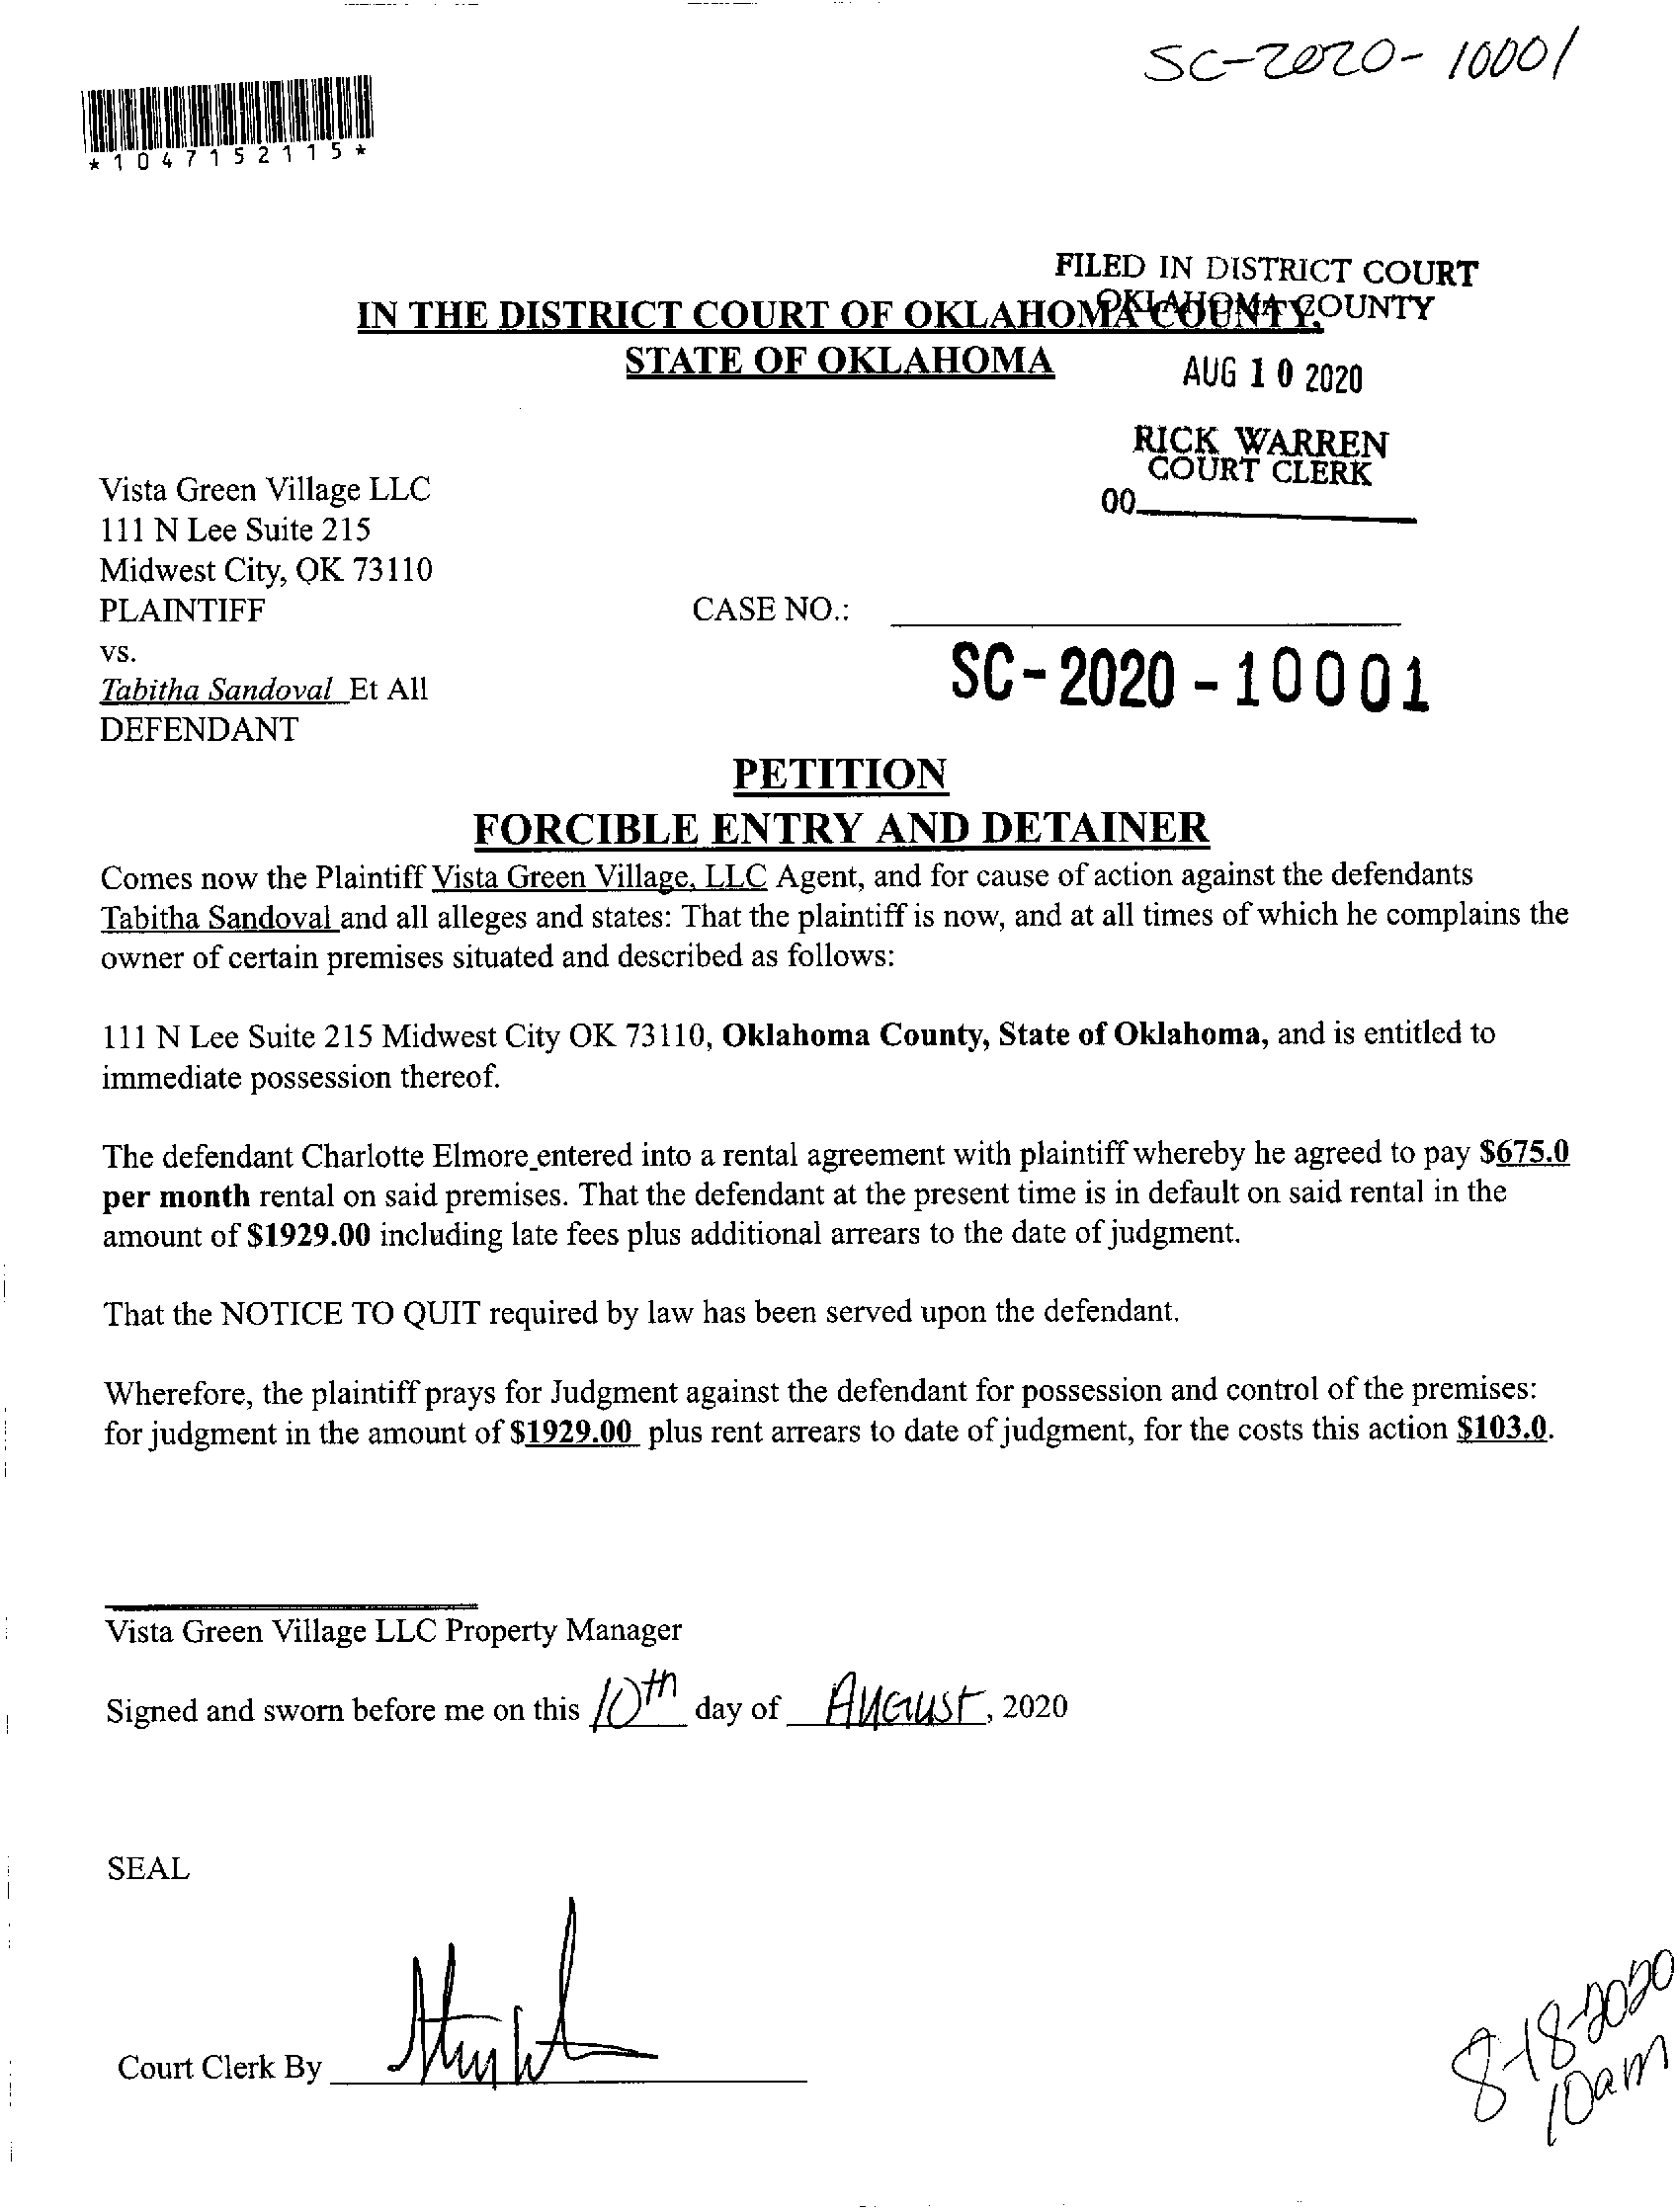 SC-2020-10001
*1047152115*
FILED IN DISTRICT COURT
OKLAHOMA COUNTY
IN THE DISTRICT COURT OF OKLAHOMA COUNTY,
STATE OF OKLAHOMA
AUG 10 2020
RICK WARREN
COURT CLERK
00
Vista Green Village LLC
111 N Lee Suite 215
Midwest City, OK 73110
PLAINTIFF
CASE NO.:
vs.
SC-2020-10001
Tabitha Sandoval Et All
DEFENDANT
PETITION
FORCIBLE ENTRY AND DETAINER
Comes now the Plaintiff Vista Green Village, LLC Agent, and for cause of action against the defendants
Tabitha Sandoval and all alleges and states: That the plaintiff is now, and at all times of which he complains the
owner of certain premises situated and described as follows:
111 N Lee Suite 215 Midwest City OK 73110, Oklahoma County, State of Oklahoma, and is entitled to
immediate possession thereof.
The defendant Charlotte Elmore entered into a rental agreement with plaintiff whereby he agreed to pay $675.0
per month rental on said premises. That the defendant at the present time is in default on said rental in the
amount of $1929.00 including late fees plus additional arrears to the date of judgment.
That the NOTICE TO QUIT required by law has been served upon the defendant.
Wherefore, the plaintiff prays for Judgment against the defendant for possession and control of the premises:
for judgment in the amount of $1929.00 plus rent arrears to date of judgment, for the costs this action $103.0.
Vista Green Village LLC Property Manager
Signed and sworn before me on this 10th day of August, 2020
SEAL
Court Clerk By
8-18-2020
10am